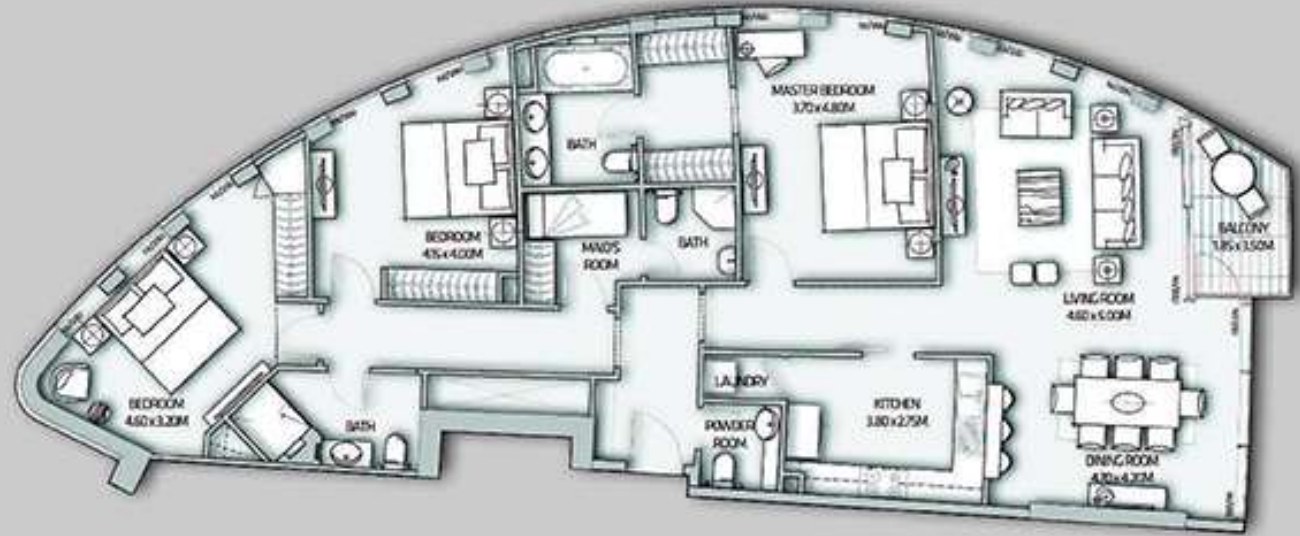 MASTER BEDROOM
3.70 x 4.80M
BATH
BEDROOM
4.15 x 4.00M
MAID'S
ROOM
BATH
BALCONY
1.85 x 3.50M
LIVING ROOM
4.60 x 5.00M
BEDROOM
4.60 x 3.20M
BATH
LAUNDRY
KITCHEN
3.80 x 2.75M
POWDER
ROOM
DINING ROOM